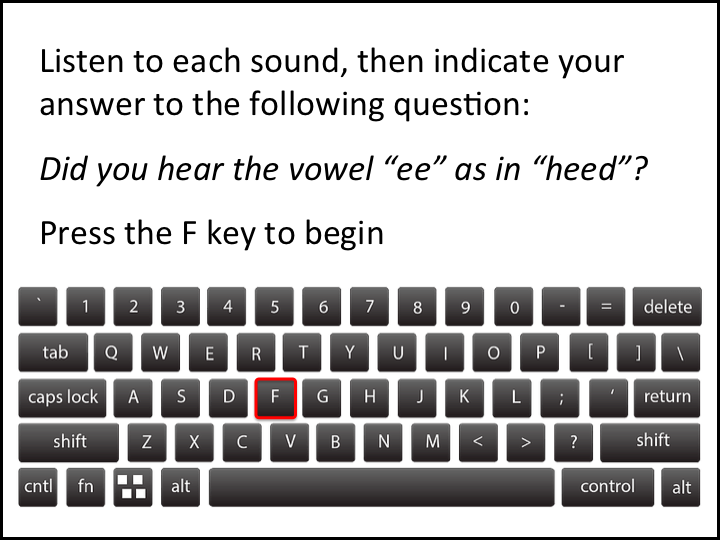 Listen to each sound, then indicate your
answer to the following question:
Did you hear the vowel “ee” as in “heed”?
Press the F key to begin
` 1 2 3 4 5 6 7 8 9 0 - = delete
tab Q W E R T Y U I O P [ ] \
caps lock A S D F G H J K L ; ‘ return
shift Z X C V B N M < > ? shift
cntl fn alt control alt